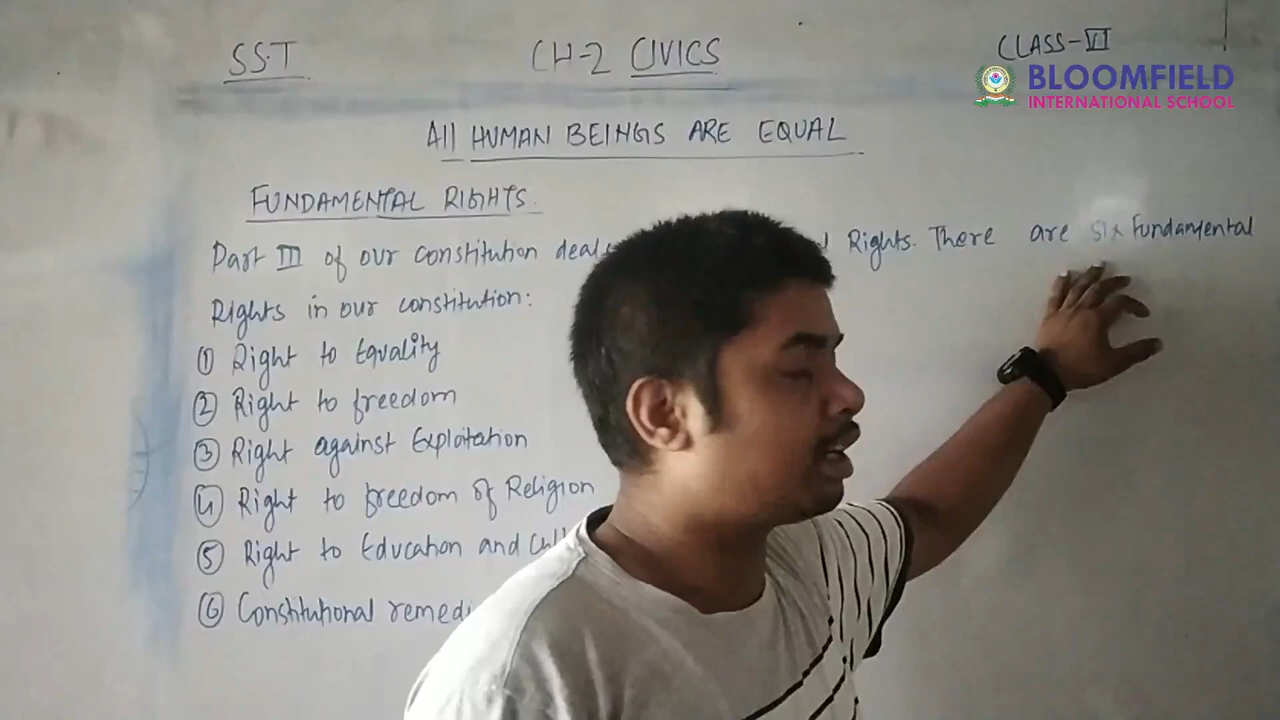 SST CH-2 CIVICS CLASS-VI
BLOOMFIELD
INTERNATIONAL SCHOOL
All HUMAN BEINGS ARE EQUAL
FUNDAMENTAL RIGHTS.
Part III of our constitution Rights. There are six Fundamental
Rights in our constitution:
① Right to Equality
② Right to freedom
③ Right against Exploitation
④ Right to freedom of Religion
⑤ Right to Education and
⑥ Constitutional